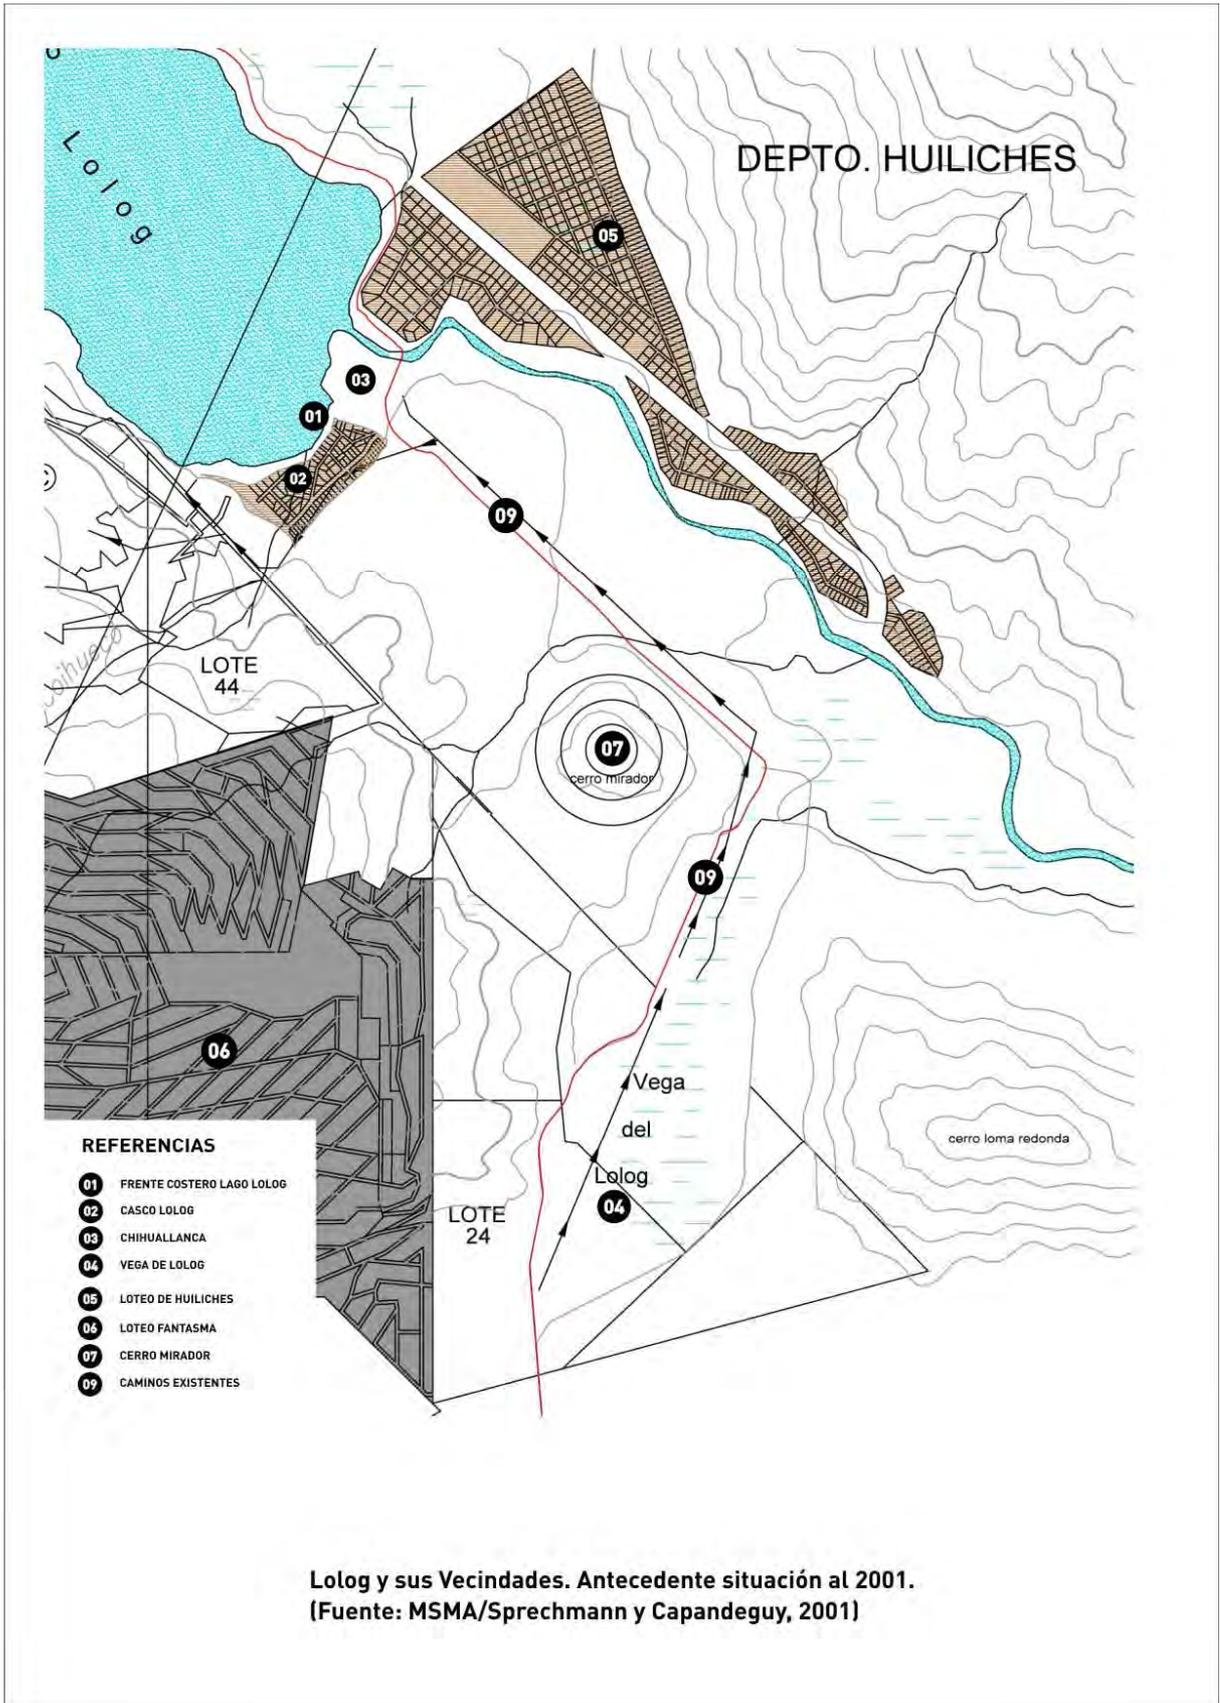 o
Lolog
DEPTO. HUILICHES
05
03
01
02
09
LOTE
44
07
cerro mirador
09
06
Vega
del
Lolog
04
cerro loma redonda
LOTE
24
REFERENCIAS
01 FRENTE COSTERO LAGO LOLOG
02 CASCO LOLOG
03 CHIHUALLANCA
04 VEGA DE LOLOG
05 LOTEO DE HUILICHES
06 LOTEO FANTASMA
07 CERRO MIRADOR
09 CAMINOS EXISTENTES
Lolog y sus Vecindades. Antecedente situación al 2001.
(Fuente: MSMA/Sprechmann y Capandeguy, 2001)